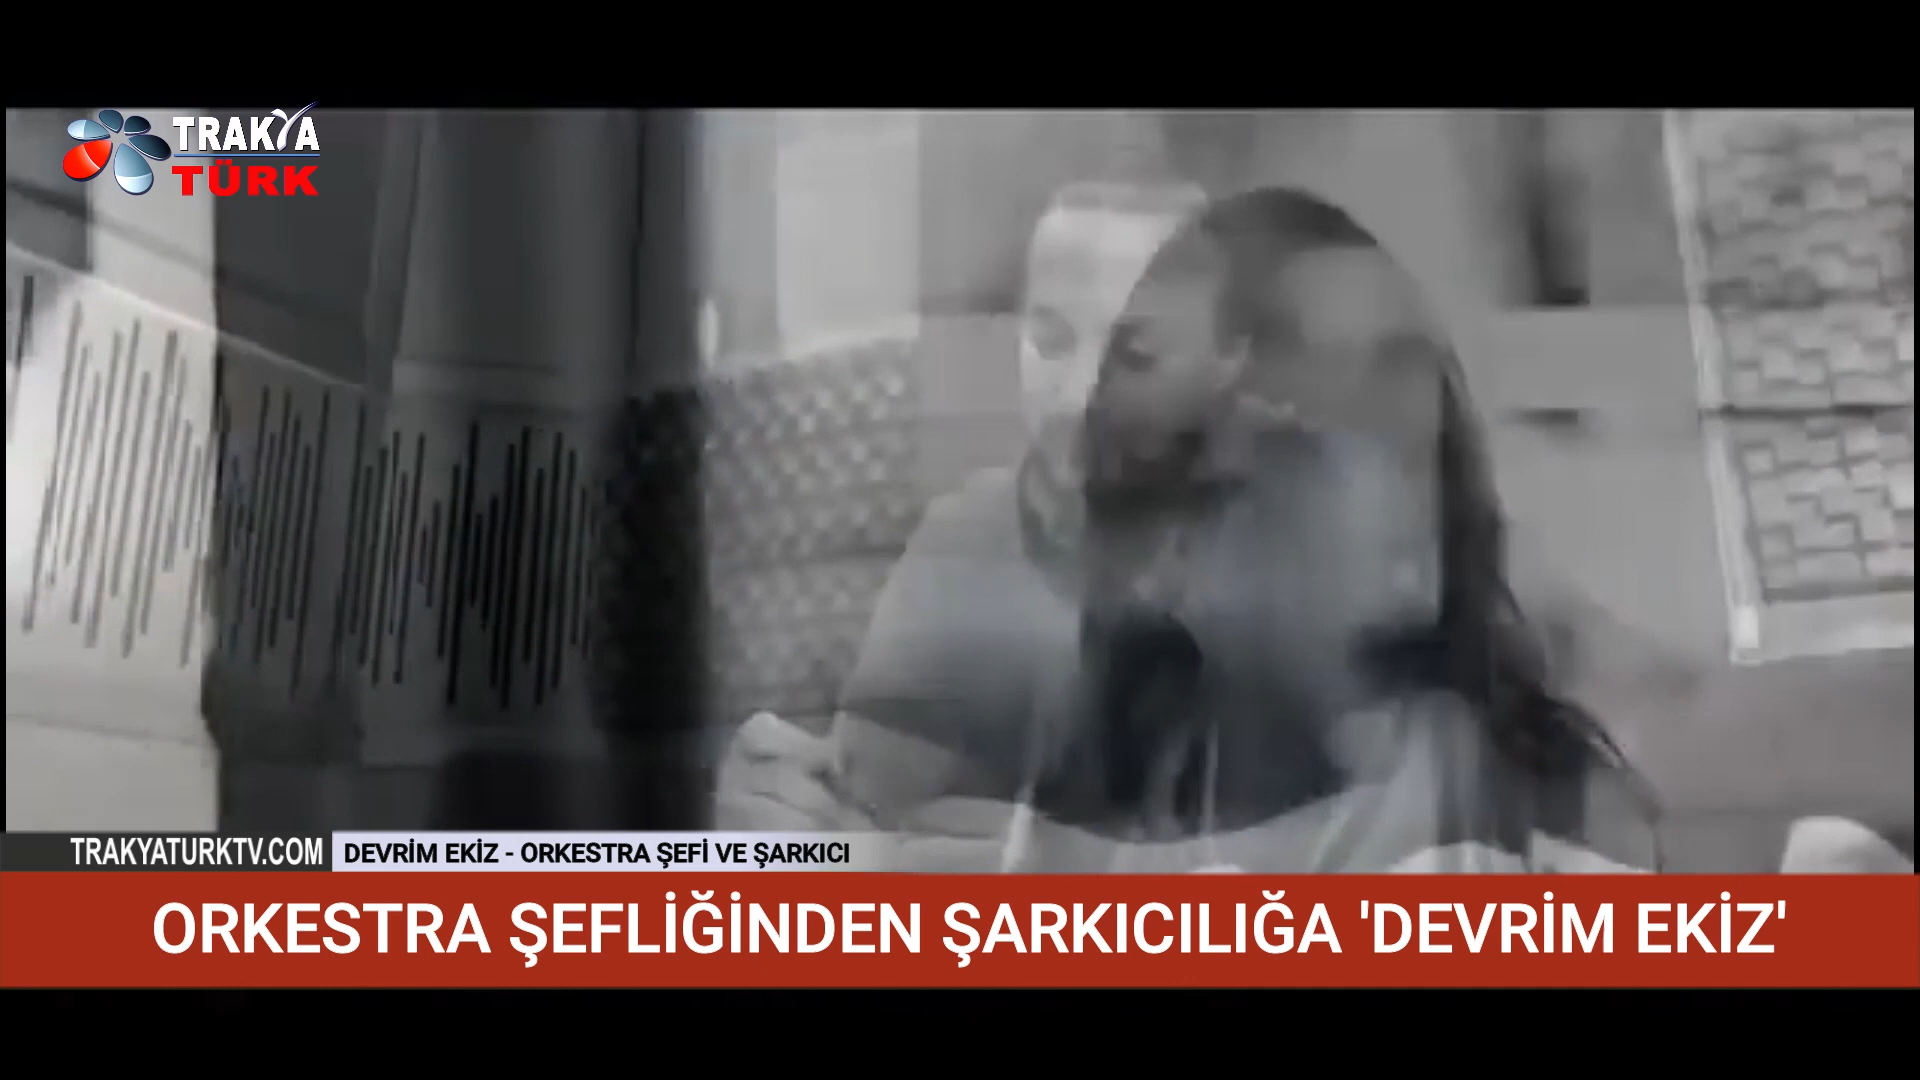 TRAKYA
TÜRK
TRAKYATURKTV.COM
DEVRİM EKİZ - ORKESTRA ŞEFİ VE ŞARKICI
ORKESTRA ŞEFLİĞİNDEN ŞARKICILIĞA 'DEVRİM EKİZ'